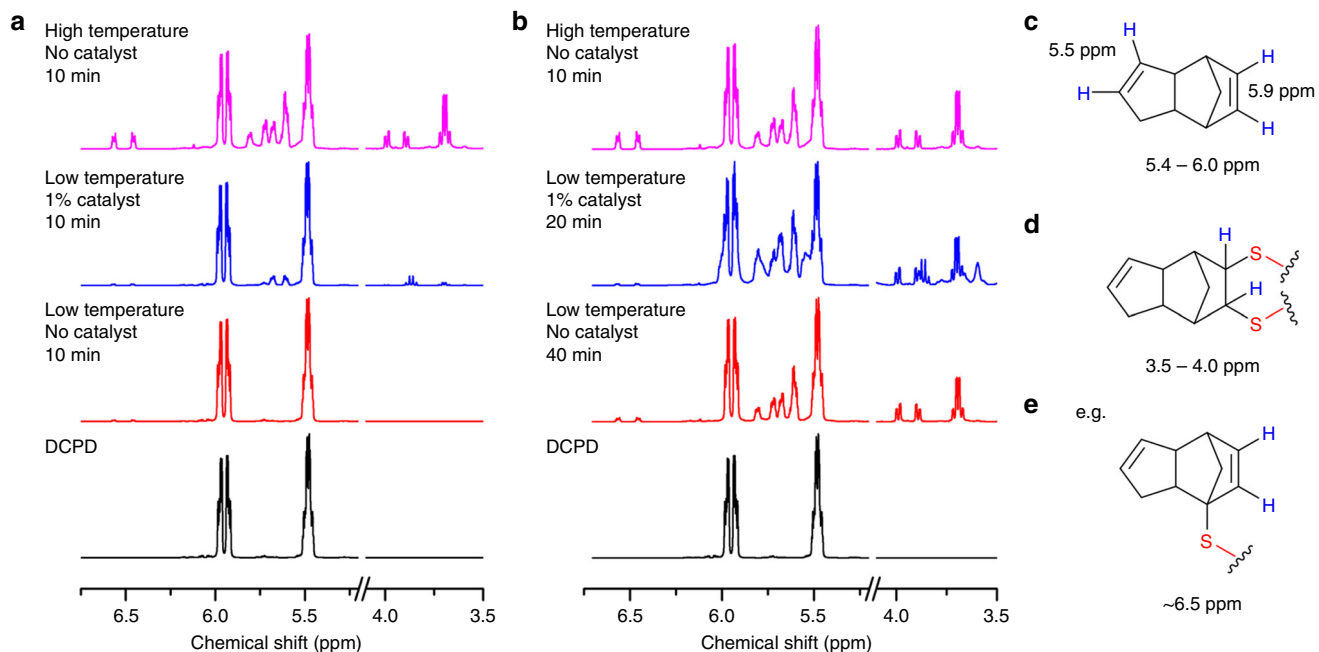 a
High temperature
No catalyst
10 min
Low temperature
1% catalyst
10 min
Low temperature
No catalyst
10 min
DCPD
6.5
6.0
5.5
4.0
3.5
Chemical shift (ppm)
b
High temperature
No catalyst
10 min
Low temperature
1% catalyst
20 min
Low temperature
No catalyst
40 min
DCPD
6.5
6.0
5.5
4.0
3.5
Chemical shift (ppm)
c
H
5.5 ppm
H
H
5.9 ppm
H
5.4 – 6.0 ppm
d
H
S
H
S
3.5 – 4.0 ppm
e
e.g.
H
H
S
~6.5 ppm